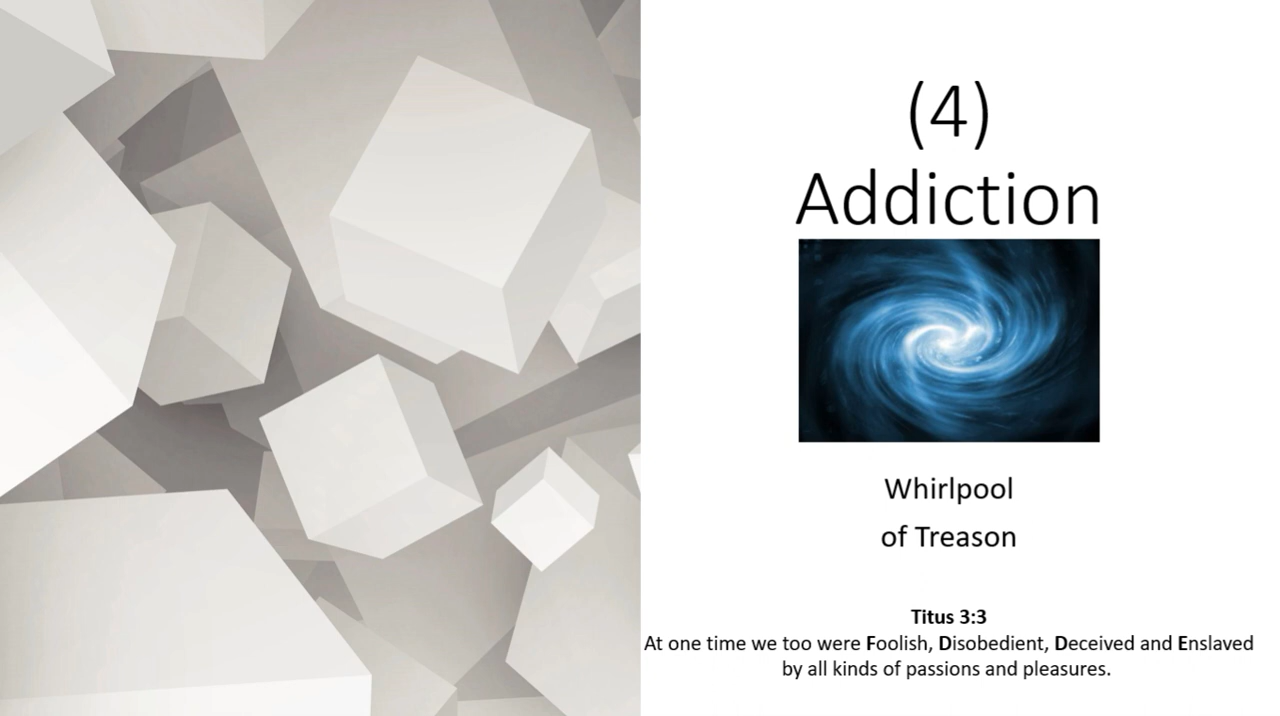 (4)
Addiction
Whirlpool
of Treason
Titus 3:3
At one time we too were Foolish, Disobedient, Deceived and Enslaved
by all kinds of passions and pleasures.